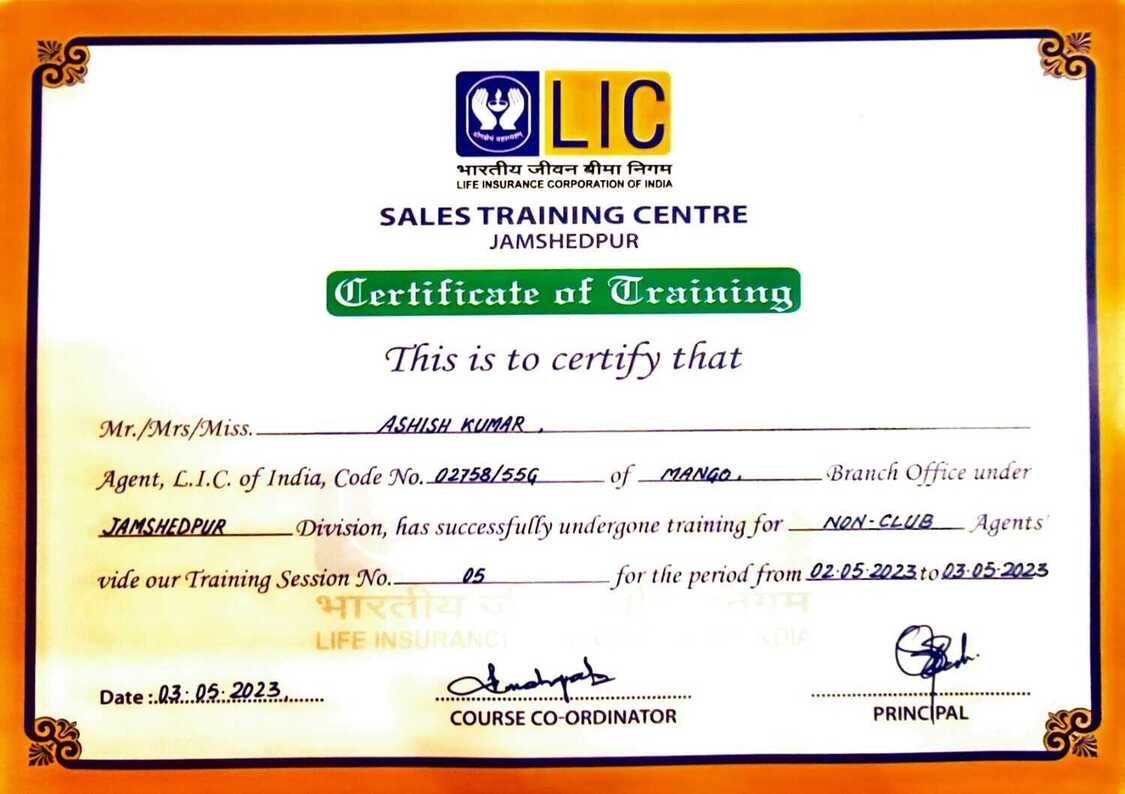 LIC
भारतीय जीवन बीमा निगम
LIFE INSURANCE CORPORATION OF INDIA
SALES TRAINING CENTRE
JAMSHEDPUR
Certificate of Training
This is to certify that
Mr./Mrs/Miss. ASHISH KUMAR.
Agent, L.I.C. of India, Code No. 02758/55G of MANGO. Branch Office under
JAMSHEDPUR Division, has successfully undergone training for NON-CLUB Agents'
vide our Training Session No. 05 for the period from 02.05.2023 to 03.05.2023
भारतीय
LIFE INSURANC
Date : 03.05.2023.
COURSE CO-ORDINATOR
PRINCIPAL